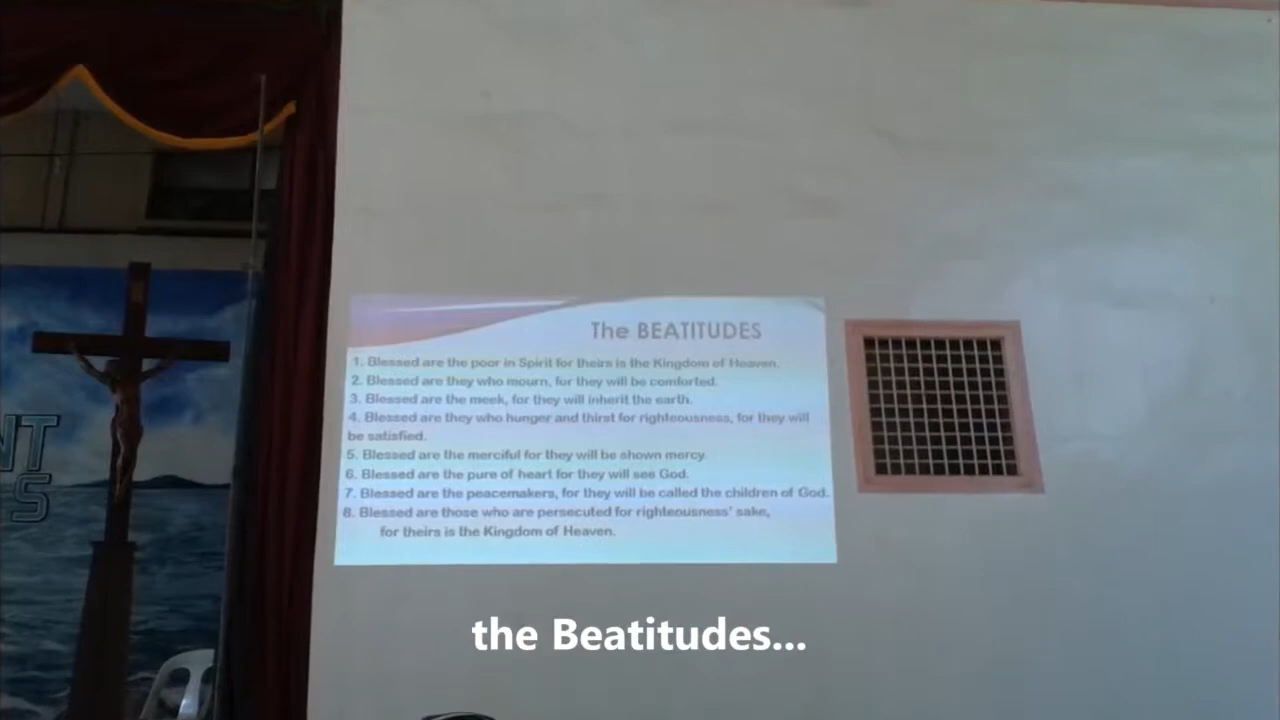 The BEATITUDES
1. Blessed are the poor in Spirit for theirs is the Kingdom of Heaven.
2. Blessed are they who mourn, for they will be comforted.
3. Blessed are the meek, for they will inherit the earth.
4. Blessed are they who hunger and thirst for righteousness, for they will
be satisfied.
5. Blessed are the merciful for they will be shown mercy
6. Blessed are the pure of heart for they will see God.
7. Blessed are the peacemakers, for they will be called the children of God.
8. Blessed are those who are persecuted for righteousness' sake,
for theirs is the Kingdom of Heaven.
NT
S
the Beatitudes...